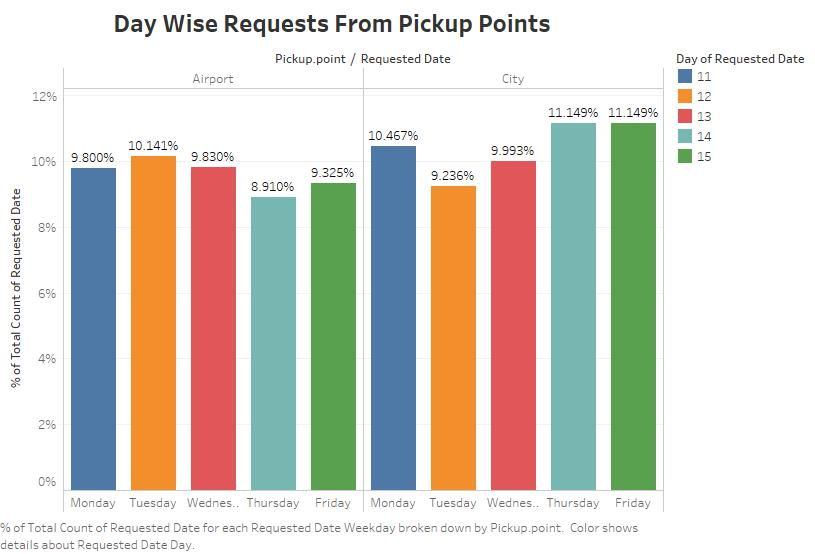 Day Wise Requests From Pickup Points
Pickup.point / Requested Date
Day of Requested Date
Airport
City
11
12
13
14
15
% of Total Count of Requested Date
12%
10%
8%
6%
4%
2%
0%
9.800%
10.141%
9.830%
8.910%
9.325%
10.467%
9.236%
9.993%
11.149%
11.149%
Monday Tuesday Wednes.. Thursday Friday Monday Tuesday Wednes.. Thursday Friday
% of Total Count of Requested Date for each Requested Date Weekday broken down by Pickup.point. Color shows
details about Requested Date Day.